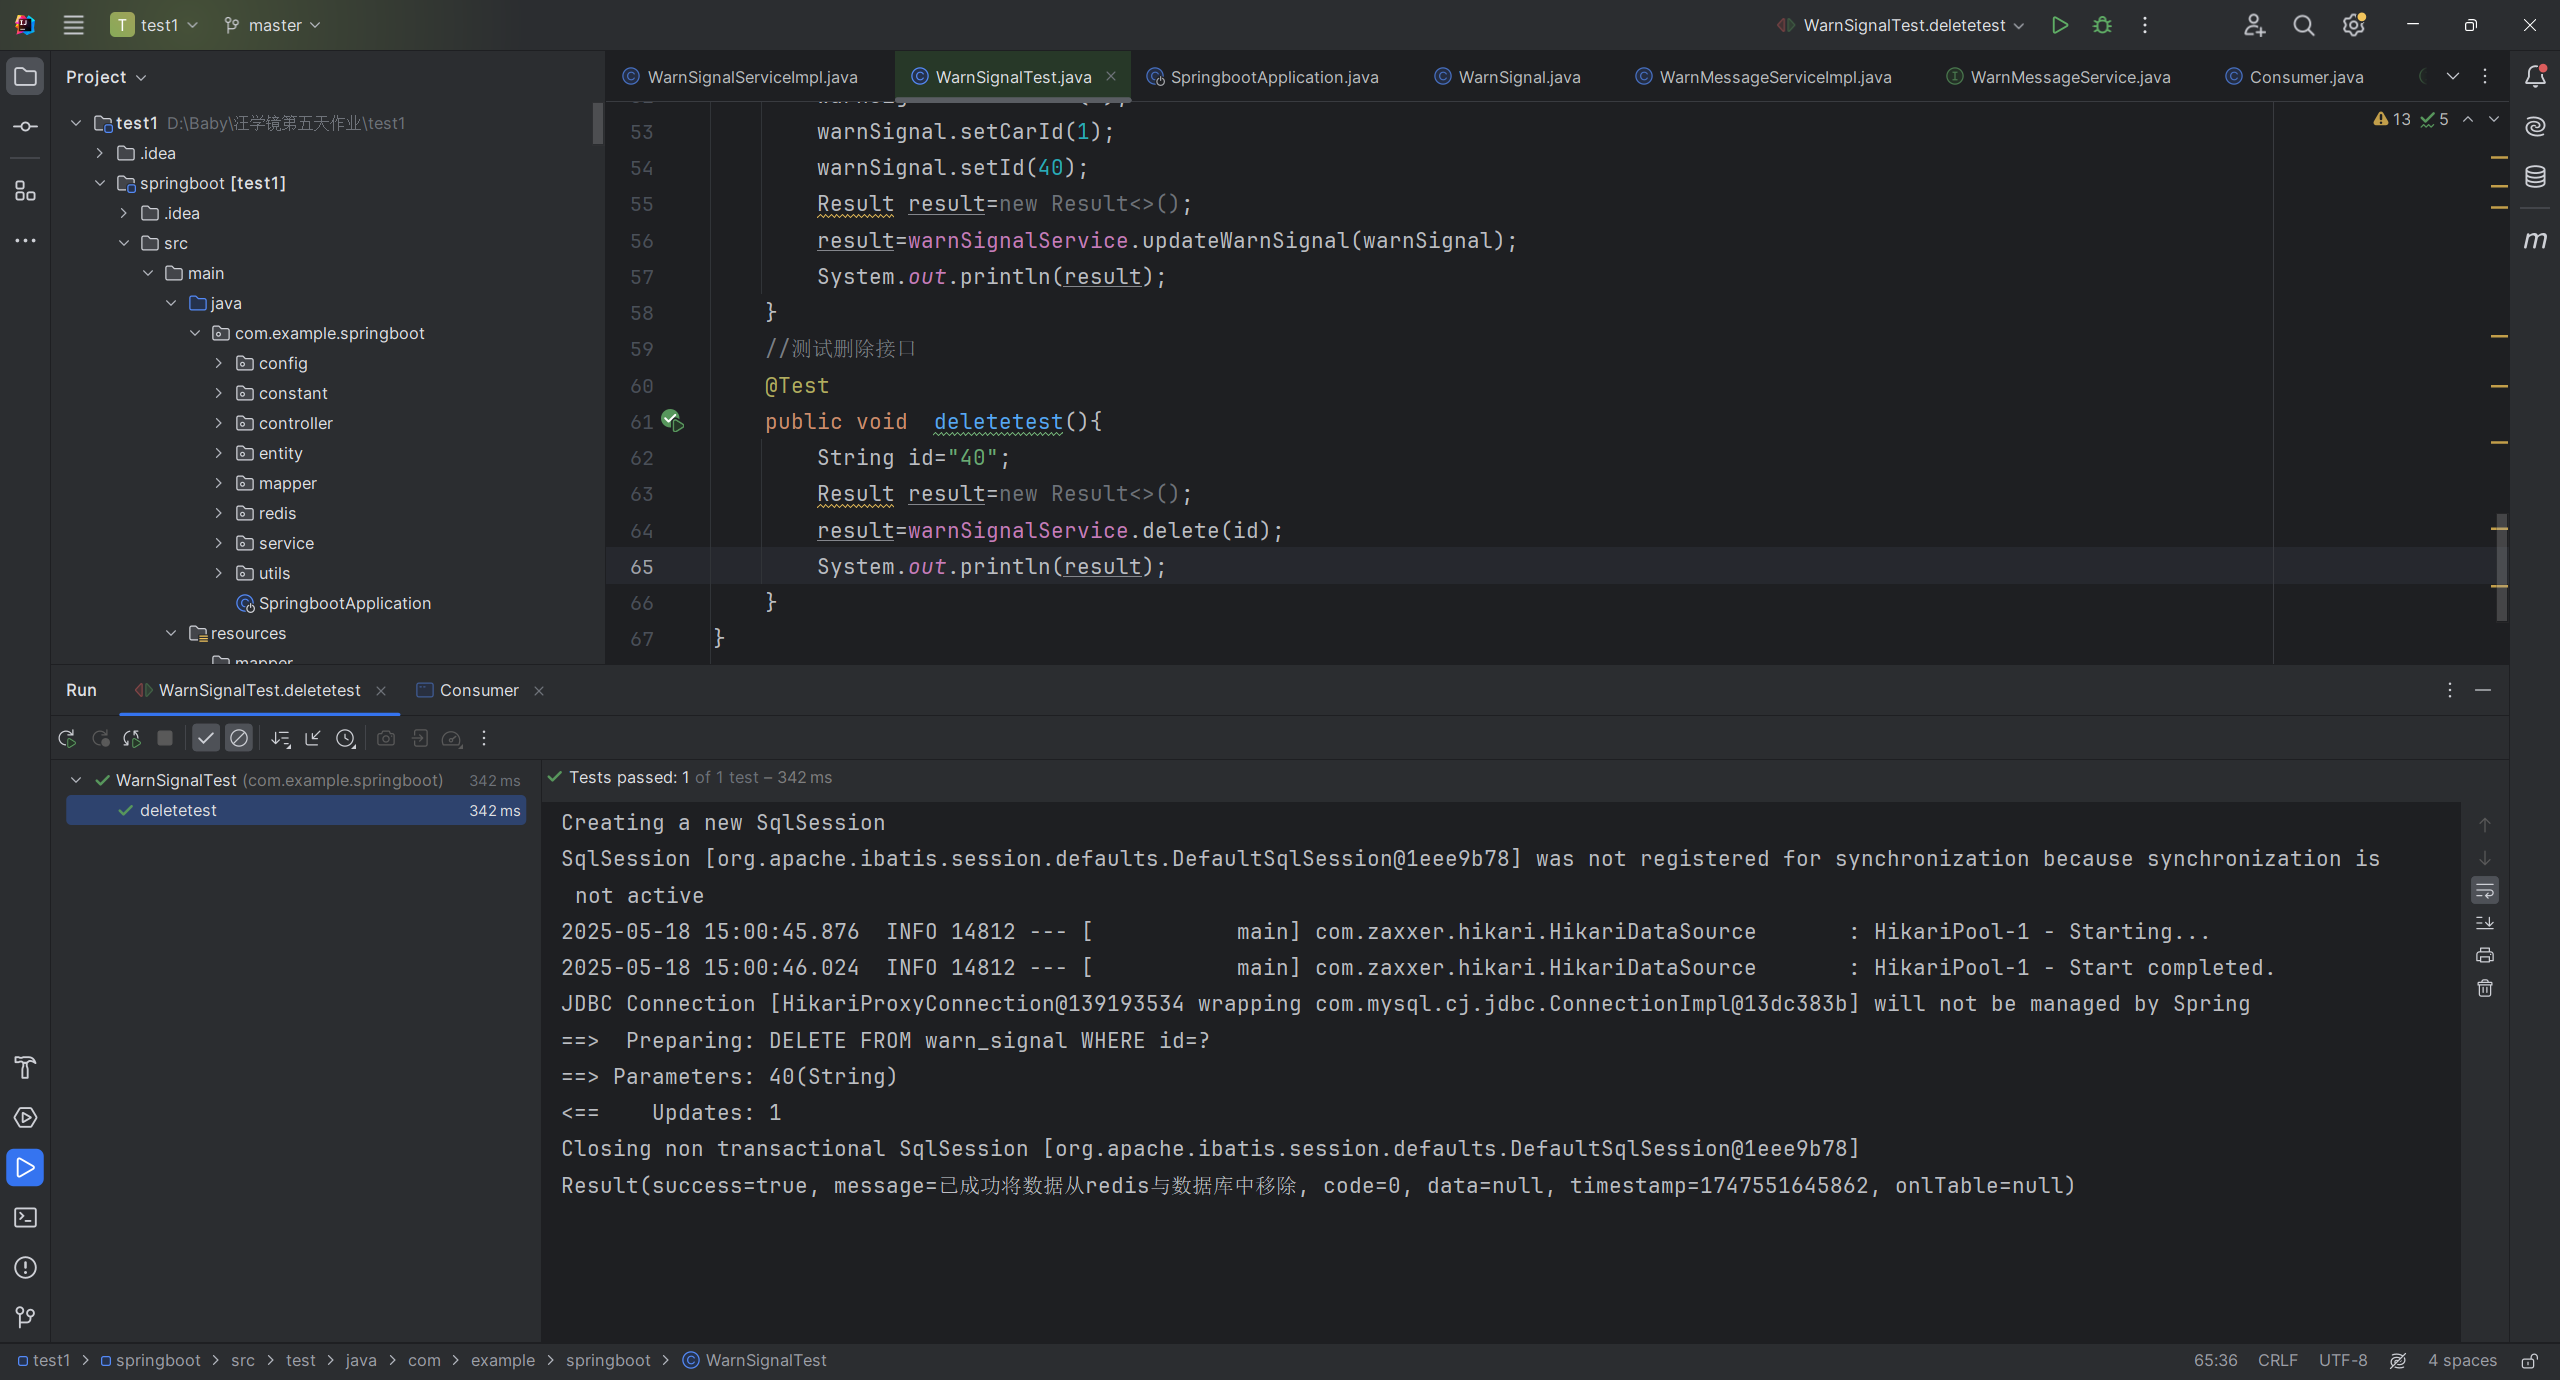 T test1 master WarnSignalTest.deletetest
Project
WarnSignalServiceImpl.java WarnSignalTest.java SpringbootApplication.java WarnSignal.java WarnMessageServiceImpl.java WarnMessageService.java Consumer.java
test1 D:\Baby\汪学镜第五天作业\test1
.idea
springboot [test1]
.idea
src
main
java
com.example.springboot
config
constant
controller
entity
mapper
redis
service
utils
SpringbootApplication
resources
mapper
13 5
53 warnSignal.setCarId(1);
54 warnSignal.setId(40);
55 Result result=new Result<>();
56 result=warnSignalService.updateWarnSignal(warnSignal);
57 System.out.println(result);
58 }
59 //测试删除接口
60 @Test
61 public void  deletetest(){
62 String id="40";
63 Result result=new Result<>();
64 result=warnSignalService.delete(id);
65 System.out.println(result);
66 }
67 }
Run WarnSignalTest.deletetest Consumer
WarnSignalTest (com.example.springboot) 342 ms
deletetest 342 ms
Tests passed: 1 of 1 test – 342 ms
Creating a new SqlSession
SqlSession [org.apache.ibatis.session.defaults.DefaultSqlSession@1eee9b78] was not registered for synchronization because synchronization is
not active
2025-05-18 15:00:45.876  INFO 14812 --- [           main] com.zaxxer.hikari.HikariDataSource       : HikariPool-1 - Starting...
2025-05-18 15:00:46.024  INFO 14812 --- [           main] com.zaxxer.hikari.HikariDataSource       : HikariPool-1 - Start completed.
JDBC Connection [HikariProxyConnection@139193534 wrapping com.mysql.cj.jdbc.ConnectionImpl@13dc383b] will not be managed by Spring
==>  Preparing: DELETE FROM warn_signal WHERE id=?
==> Parameters: 40(String)
<==    Updates: 1
Closing non transactional SqlSession [org.apache.ibatis.session.defaults.DefaultSqlSession@1eee9b78]
Result(success=true, message=已成功将数据从redis与数据库中移除, code=0, data=null, timestamp=1747551645862, onlTable=null)
test1 > springboot > src > test > java > com > example > springboot > WarnSignalTest
65:36 CRLF UTF-8 4 spaces